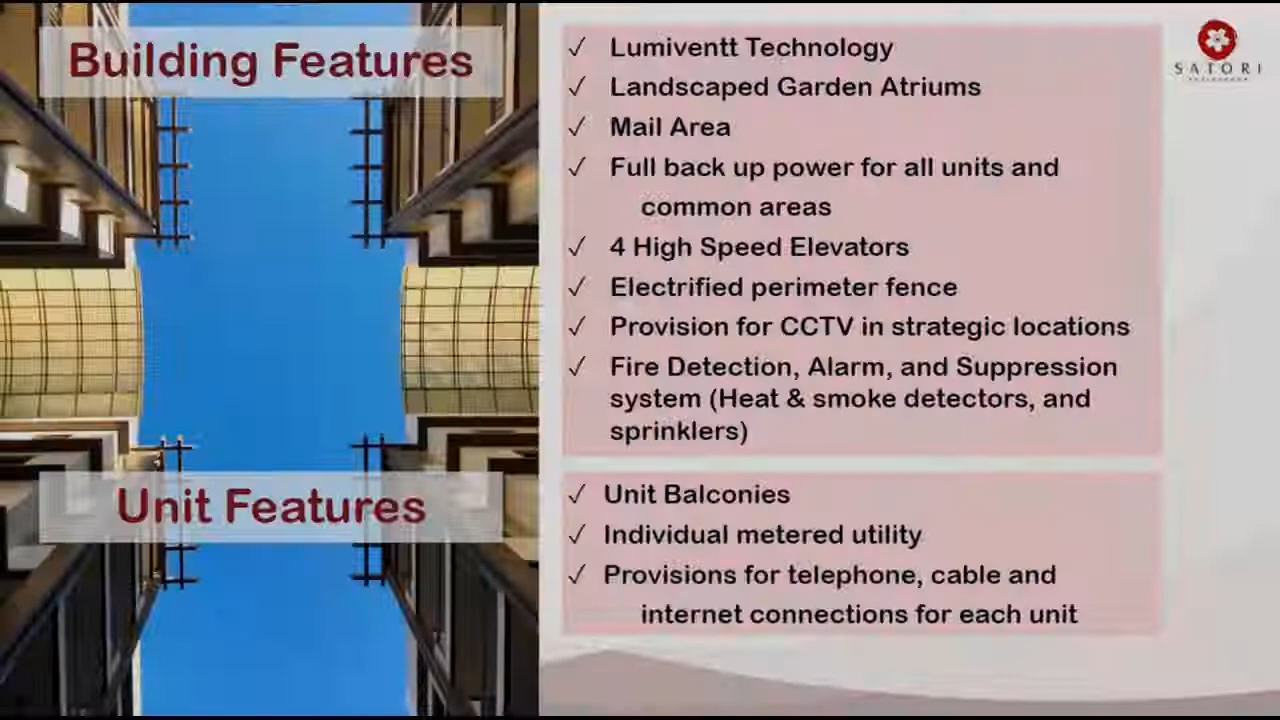 Building Features
✓ Lumiventt Technology
✓ Landscaped Garden Atriums
✓ Mail Area
✓ Full back up power for all units and
common areas
✓ 4 High Speed Elevators
✓ Electrified perimeter fence
✓ Provision for CCTV in strategic locations
✓ Fire Detection, Alarm, and Suppression
system (Heat & smoke detectors, and
sprinklers)
Unit Features
✓ Unit Balconies
✓ Individual metered utility
✓ Provisions for telephone, cable and
internet connections for each unit
SATORI